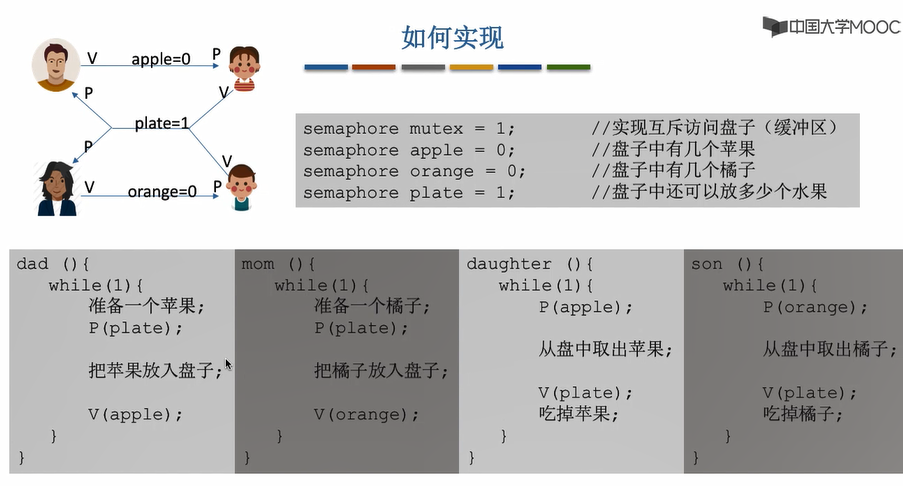 如何实现
中国大学MOOC
V apple=0 P
P V
plate=1
P V
V orange=0 P
semaphore mutex = 1; //实现互斥访问盘子（缓冲区）
semaphore apple = 0; //盘子中有几个苹果
semaphore orange = 0; //盘子中有几个橘子
semaphore plate = 1; //盘子中还可以放多少个水果
dad (){
while(1){
准备一个苹果;
P(plate);
把苹果放入盘子;
V(apple);
}
}
mom (){
while(1){
准备一个橘子;
P(plate);
把橘子放入盘子;
V(orange);
}
}
daughter (){
while(1){
P(apple);
从盘中取出苹果;
V(plate);
吃掉苹果;
}
}
son (){
while(1){
P(orange);
从盘中取出橘子;
V(plate);
吃掉橘子;
}
}